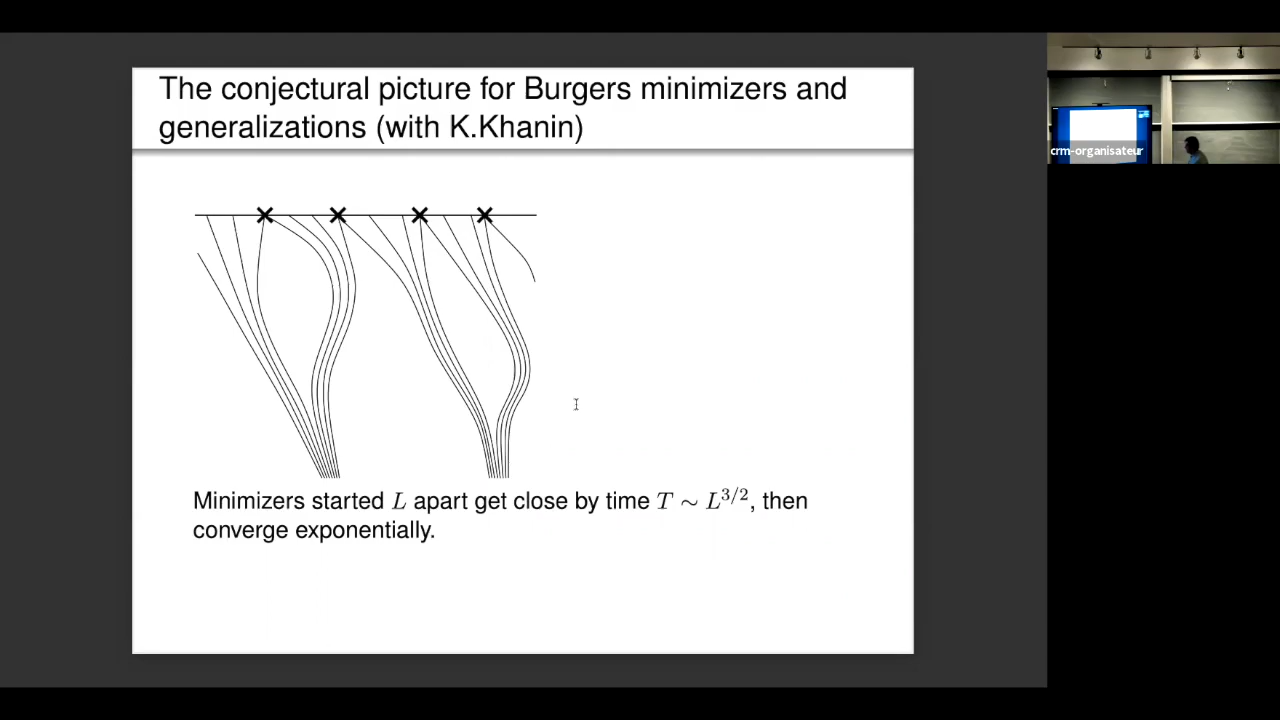 The conjectural picture for Burgers minimizers and
generalizations (with K.Khanin)
crm-organisateur
Minimizers started L apart get close by time T ∼ L^{3/2}, then
converge exponentially.